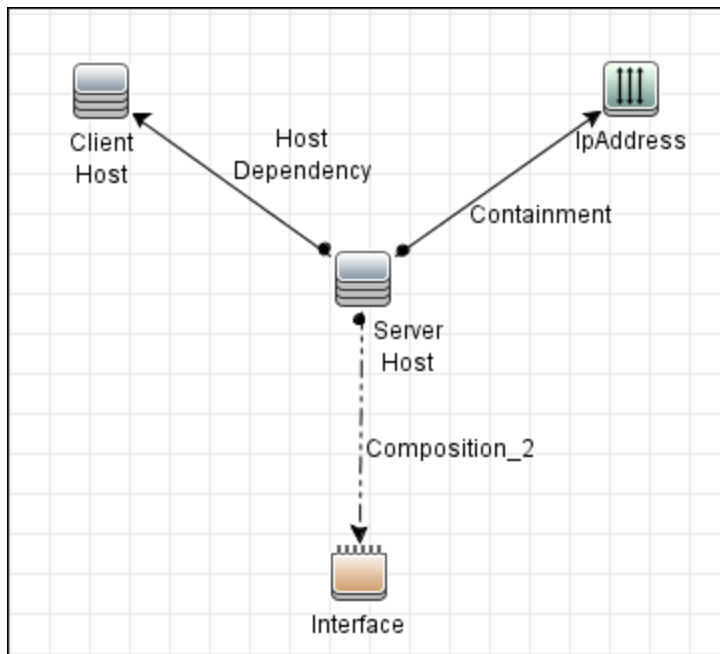 Client
Host
Host
Dependency
IpAddress
Containment
Server
Host
Composition_2
Interface